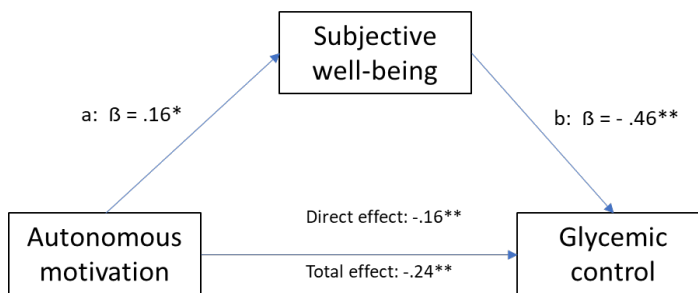 Subjective
well-being
a: ß = .16*
b: ß = - .46**
Direct effect: -.16**
Autonomous
motivation
Glycemic
control
Total effect: -.24**